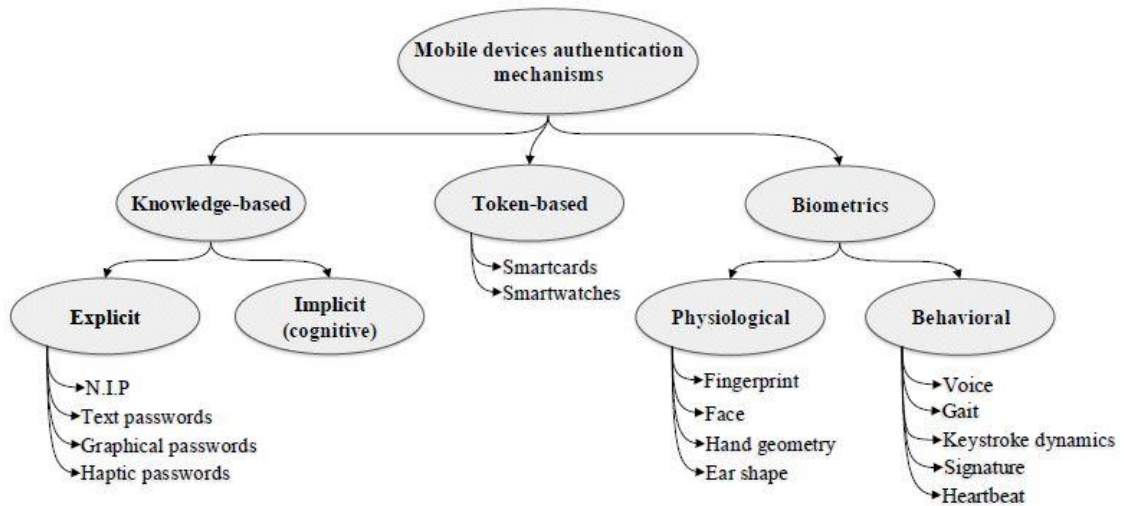 Mobile devices authentication
mechanisms
Knowledge-based
Token-based
Biometrics
Smartcards
Smartwatches
Explicit
Implicit
(cognitive)
Physiological
Behavioral
N.I.P
Text passwords
Graphical passwords
Haptic passwords
Fingerprint
Face
Hand geometry
Ear shape
Voice
Gait
Keystroke dynamics
Signature
Heartbeat